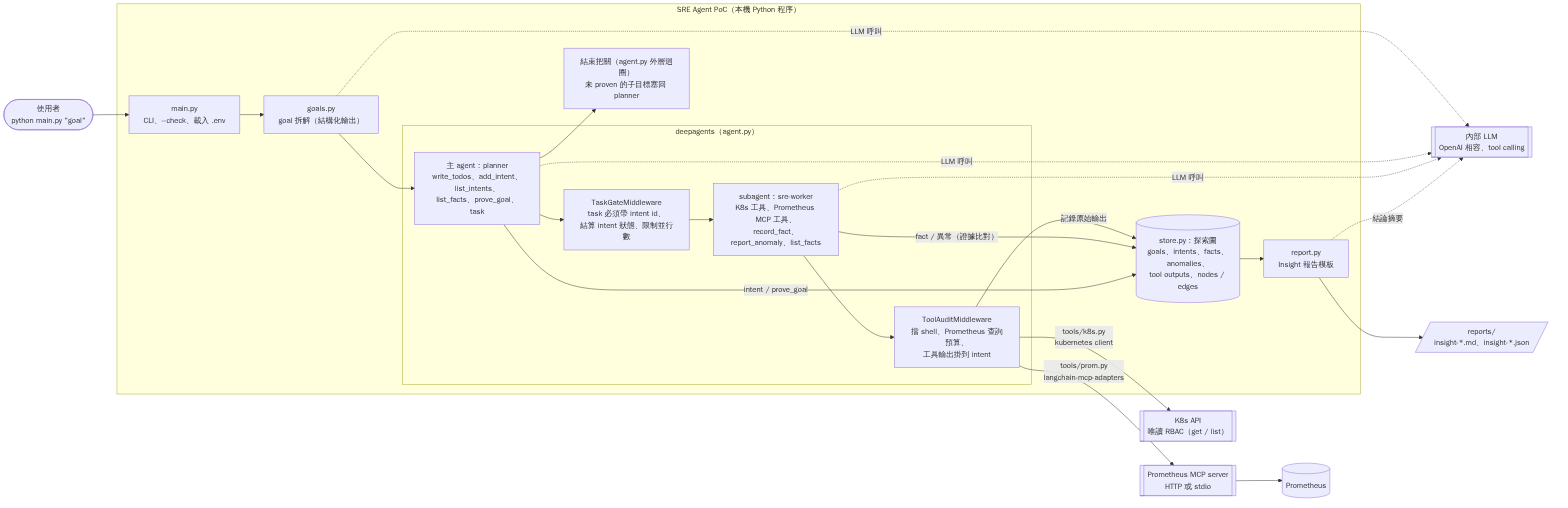 SRE Agent PoC（本機 Python 程序）
LLM 呼叫
使用者
python main.py "goal"
main.py
CLI、--check、載入 .env
goals.py
goal 拆解（結構化輸出）
結束把關（agent.py 外層迴
圈）
未 proven 的子目標塞回
planner
deepagents（agent.py）
主 agent：planner
write_todos、add_intent、
list_intents、
list_facts、prove_goal、
task
TaskGateMiddleware
task 必須帶 intent id、
結算 intent 狀態、限制並行
數
subagent：sre-worker
K8s 工具、Prometheus
MCP 工具、
record_fact、
report_anomaly、list_facts
LLM 呼叫
LLM 呼叫
內部 LLM
OpenAI 相容、tool calling
記錄原始輸出
fact / 異常（證據比對）
intent / prove_goal
store.py：探索圖
goals、intents、facts、
anomalies、
tool outputs、nodes /
edges
結論摘要
report.py
Insight 報告模板
ToolAuditMiddleware
擋 shell、Prometheus 查詢
預算、
工具輸出掛到 intent
tools/k8s.py
kubernetes client
tools/prom.py
langchain-mcp-adapters
reports/
insight-*.md、insight-*.json
K8s API
唯讀 RBAC（get / list）
Prometheus MCP server
HTTP 或 stdio
Prometheus